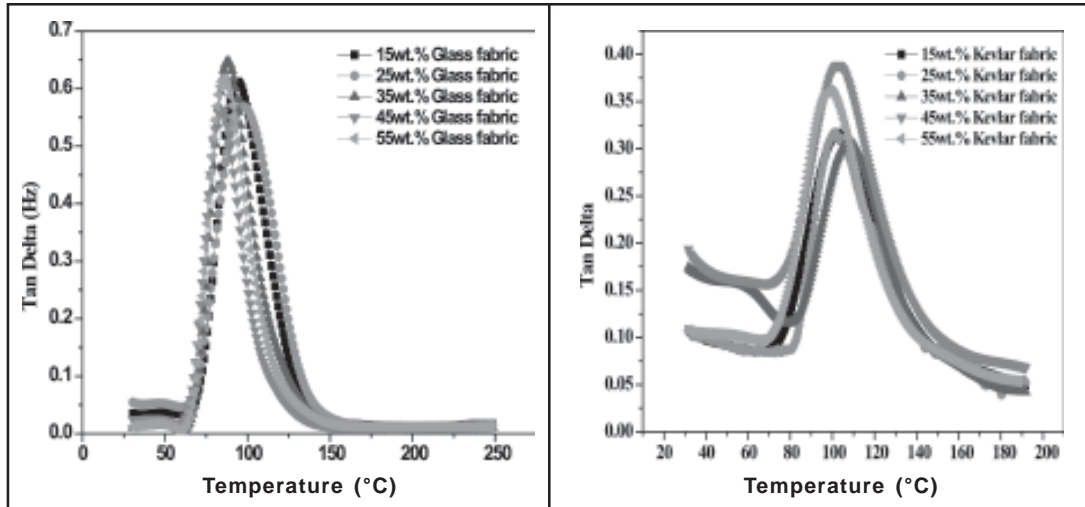 0.7
0.6
0.5
0.4
0.3
0.2
0.1
0.0
Tan Delta (Hz)
15wt.% Glass fabric
25wt.% Glass fabric
35wt.% Glass fabric
45wt.% Glass fabric
55wt.% Glass fabric
0 50 100 150 200 250
Temperature (°C)
0.40
0.35
0.30
0.25
0.20
0.15
0.10
0.05
0.00
Tan Delta
15wt.% Kevlar fabric
25wt.% Kevlar fabric
35wt.% Kevlar fabric
45wt.% Kevlar fabric
55wt.% Kevlar fabric
20 40 60 80 100 120 140 160 180 200
Temperature (°C)